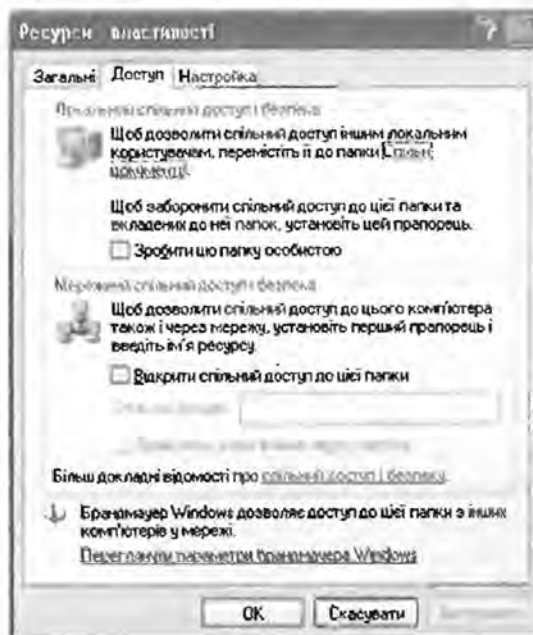 Ресурси властивості
Загальні Доступ Настройка
Локальний спільний доступ і безпека
Щоб дозволити спільний доступ іншим локальним
користувачам, перемістіть її до папки Спільні
документи.
Щоб заборонити спільний доступ до цієї папки та
вкладених до неї папок, установіть цей прапорець.
Зробити цю папку особистою
Мережний спільний доступ і безпека
Щоб дозволити спільний доступ до цього комп'ютера
також і через мережу, установіть перший прапорець і
введіть ім'я ресурсу.
Відкрити спільний доступ до цієї папки
Більш докладні відомості про спільний доступ і безпеку.
Брандмауер Windows дозволяє доступ до цієї папки з інших
комп'ютерів у мережі.
Переглянути параметри брандмауера Windows
ОК Скасувати